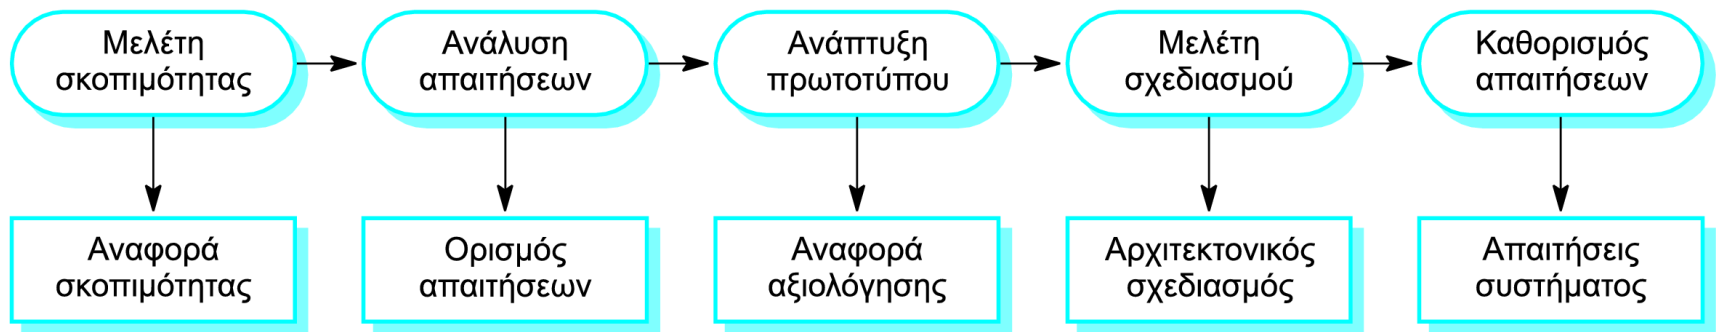 Μελέτη
σκοπιμότητας
Ανάλυση
απαιτήσεων
Ανάπτυξη
πρωτοτύπου
Μελέτη
σχεδιασμού
Καθορισμός
απαιτήσεων
Αναφορά
σκοπιμότητας
Ορισμός
απαιτήσεων
Αναφορά
αξιολόγησης
Αρχιτεκτονικός
σχεδιασμός
Απαιτήσεις
συστήματος